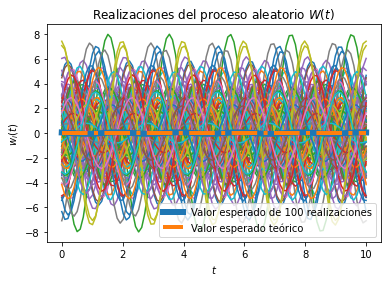 Realizaciones del proceso aleatorio W(t)
8
6
4
2
0
−2
−4
−6
−8
wᵢ(t)
0 2 4 6 8 10
t
Valor esperado de 100 realizaciones
Valor esperado teórico